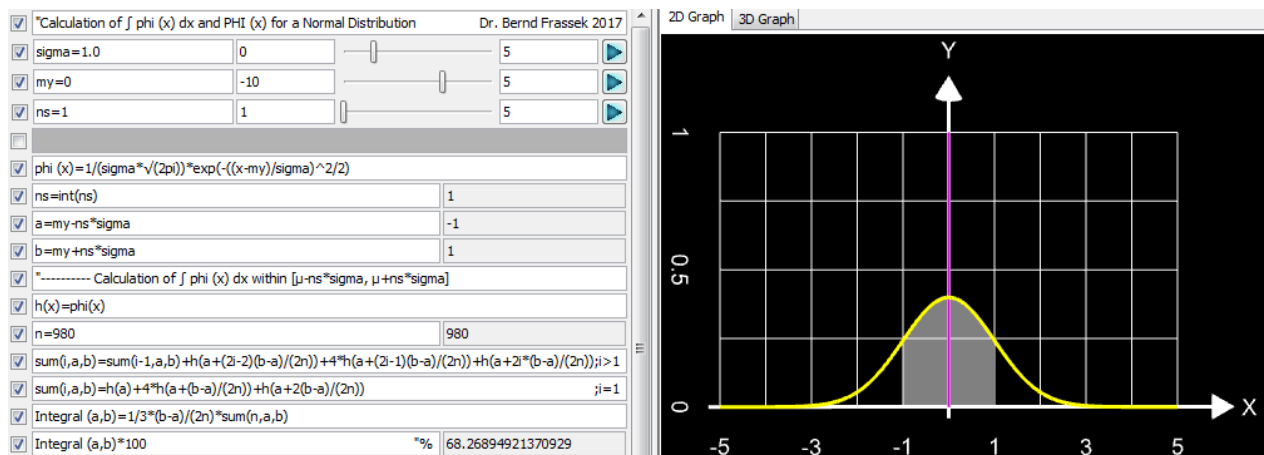 "Calculation of ∫ phi (x) dx and PHI (x) for a Normal Distribution Dr. Bernd Frassek 2017
sigma=1.0 0 5
my=0 -10 5
ns=1 1 5
phi (x)=1/(sigma*√(2pi))*exp(-((x-my)/sigma)^2/2)
ns=int(ns) 1
a=my-ns*sigma -1
b=my+ns*sigma 1
"---------- Calculation of ∫ phi (x) dx within [μ-ns*sigma, μ+ns*sigma]
h(x)=phi(x)
n=980 980
sum(i,a,b)=sum(i-1,a,b)+h(a+(2i-2)(b-a)/(2n))+4*h(a+(2i-1)(b-a)/(2n))+h(a+2i*(b-a)/(2n));i>1
sum(i,a,b)=h(a)+4*h(a+(b-a)/(2n))+h(a+2(b-a)/(2n)) ;i=1
Integral (a,b)=1/3*(b-a)/(2n)*sum(n,a,b)
Integral (a,b)*100 "% 68.26894921370929
2D Graph 3D Graph
Y
1
0.5
0
X
-5 -3 -1 1 3 5